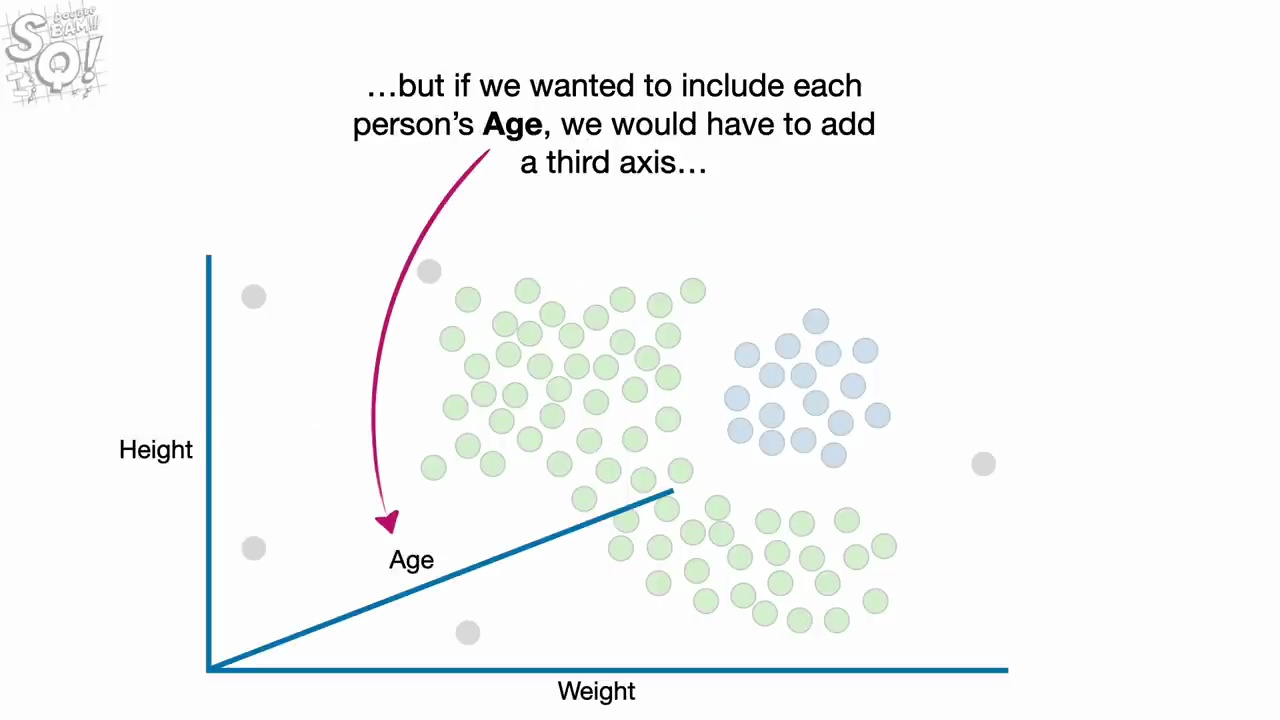 …but if we wanted to include each
person’s Age, we would have to add
a third axis…
Height
Age
Weight